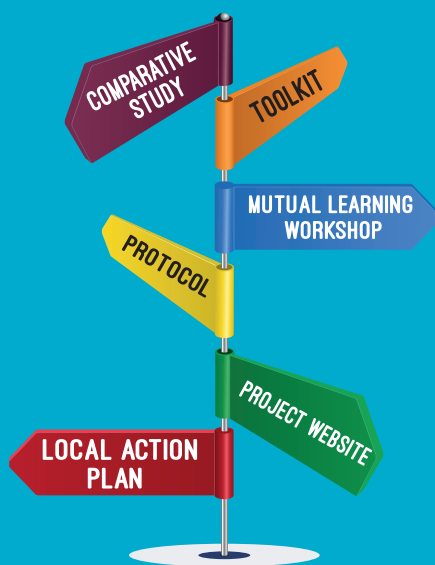 COMPARATIVE
STUDY
TOOLKIT
MUTUAL LEARNING
WORKSHOP
PROTOCOL
PROJECT WEBSITE
LOCAL ACTION
PLAN